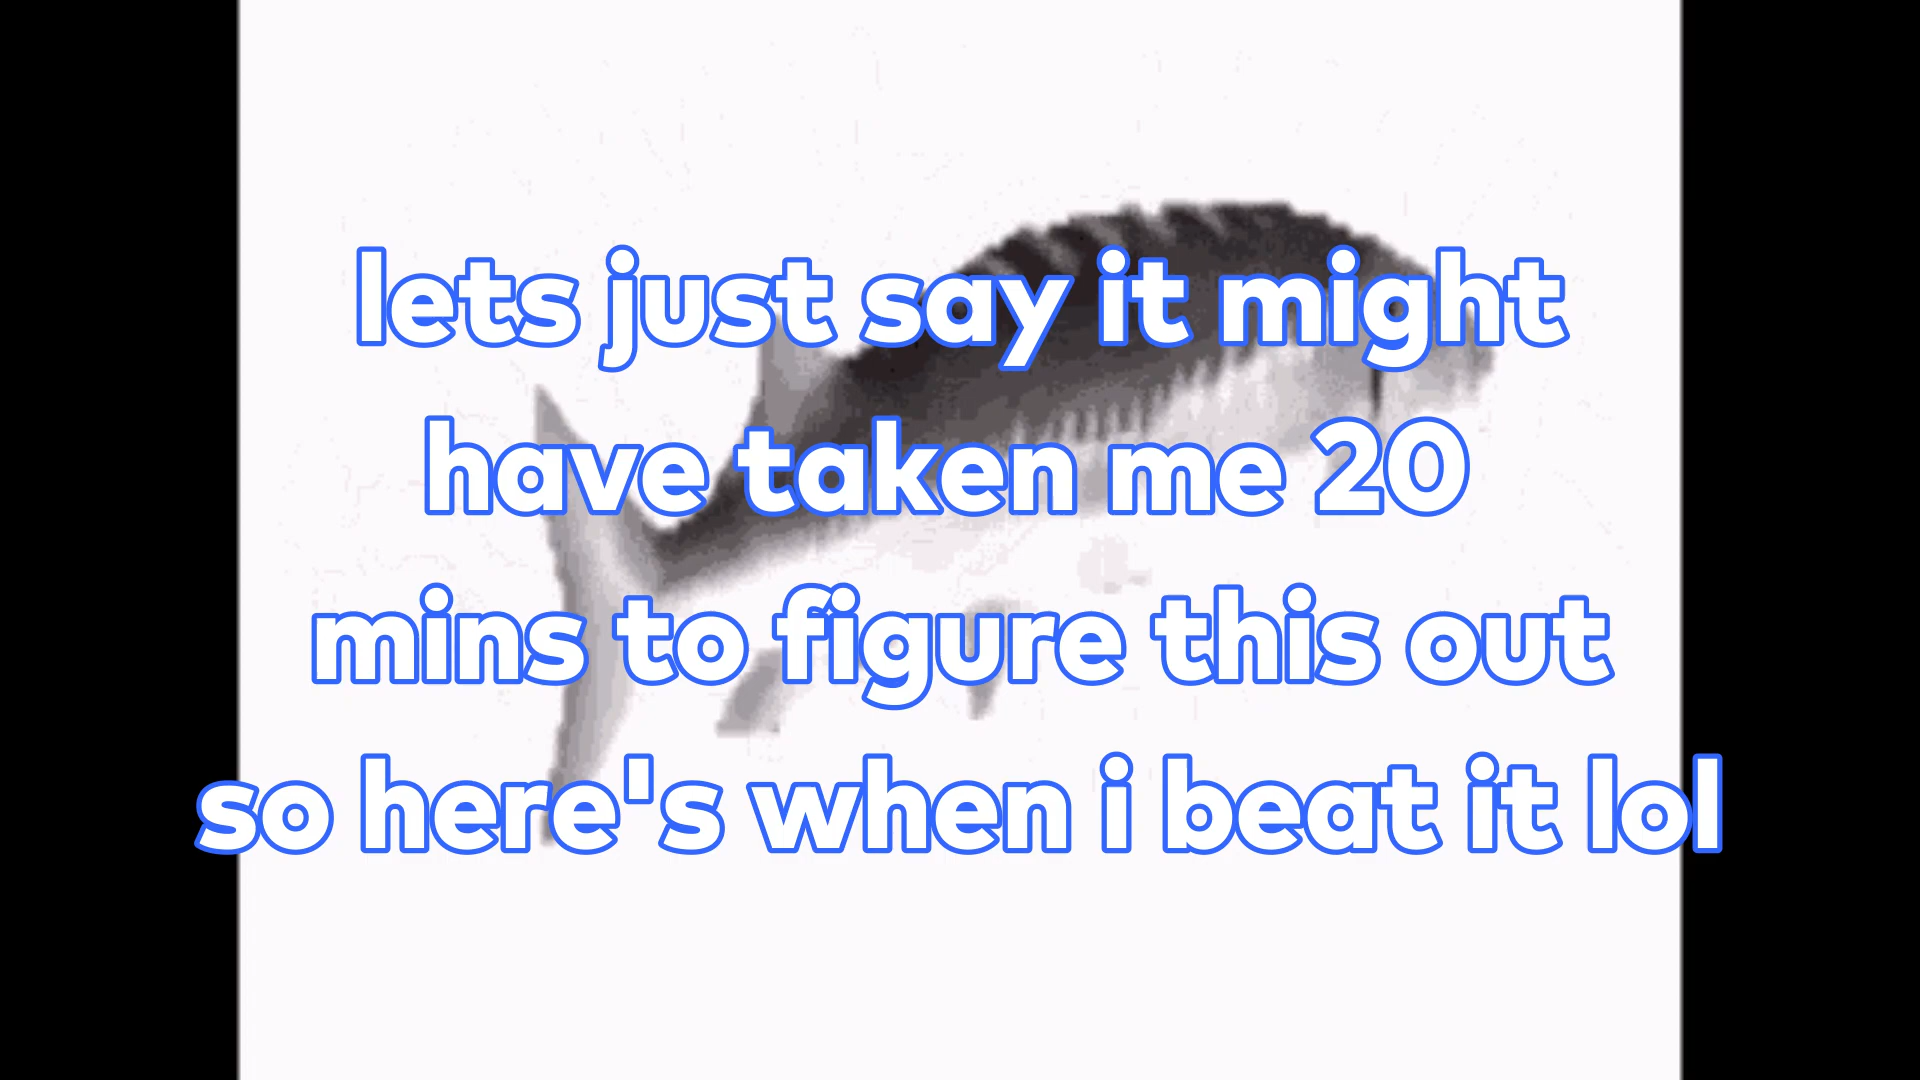 lets just say it might
have taken me 20
mins to figure this out
so here's when i beat it lol